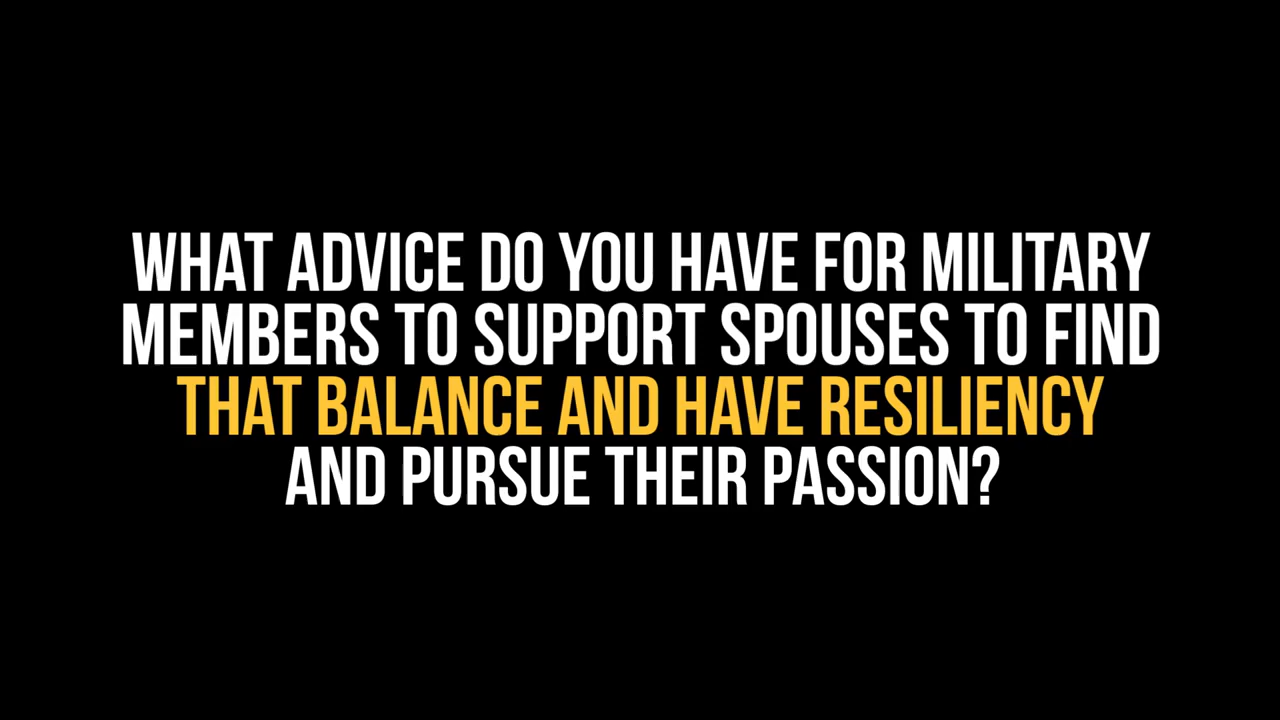 WHAT ADVICE DO YOU HAVE FOR MILITARY
MEMBERS TO SUPPORT SPOUSES TO FIND
THAT BALANCE AND HAVE RESILIENCY
AND PURSUE THEIR PASSION?